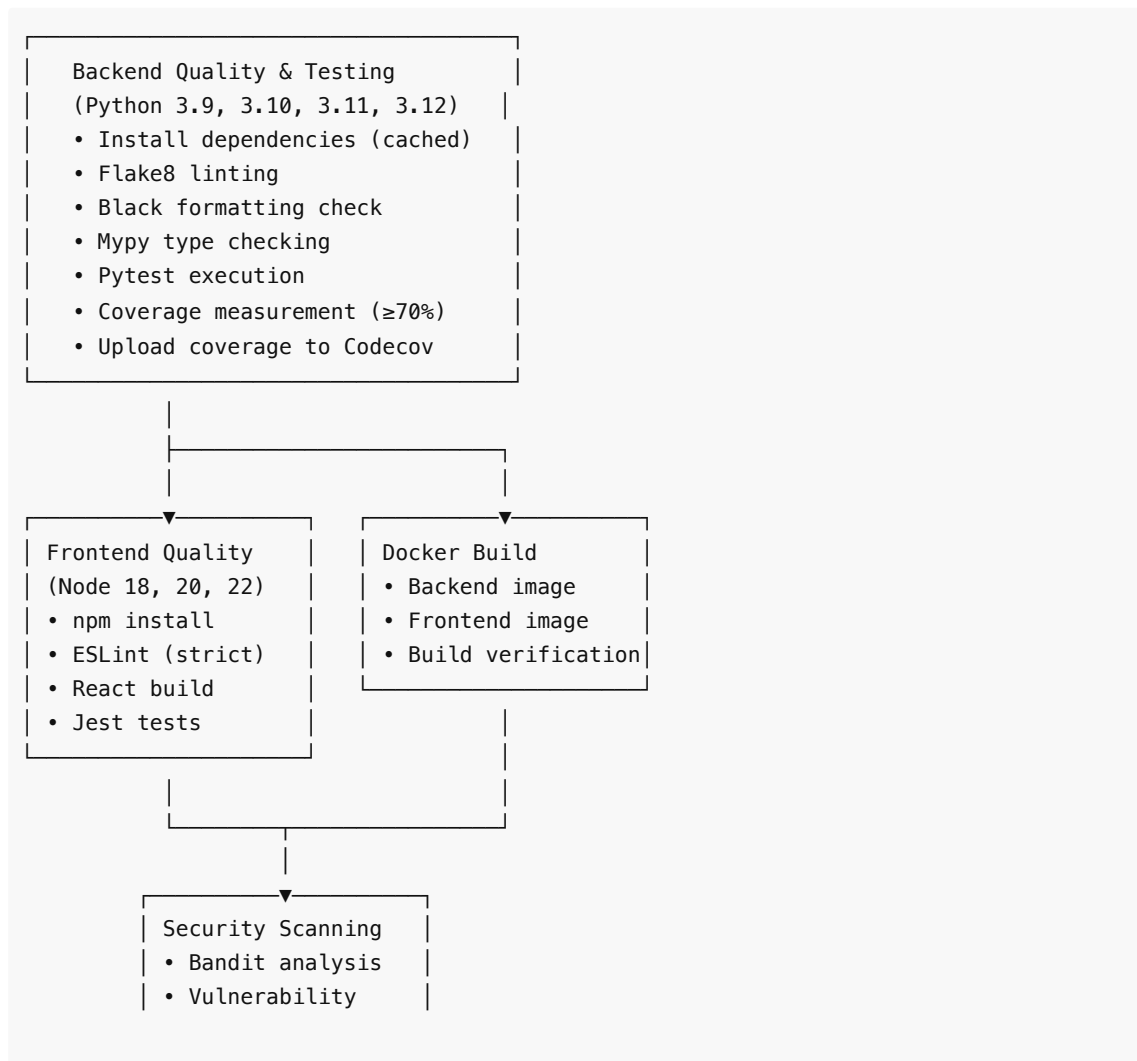 Backend Quality & Testing
(Python 3.9, 3.10, 3.11, 3.12)
• Install dependencies (cached)
• Flake8 linting
• Black formatting check
• Mypy type checking
• Pytest execution
• Coverage measurement (≥70%)
• Upload coverage to Codecov
Frontend Quality
(Node 18, 20, 22)
• npm install
• ESLint (strict)
• React build
• Jest tests
Docker Build
• Backend image
• Frontend image
• Build verification
Security Scanning
• Bandit analysis
• Vulnerability